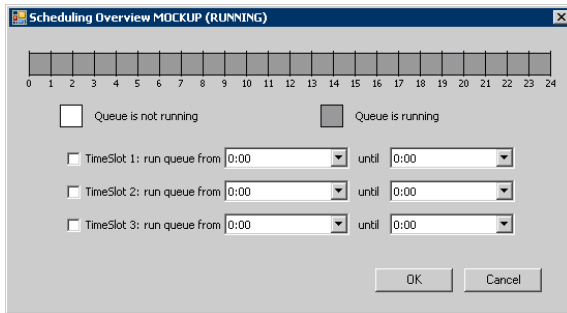 Scheduling Overview MOCKUP (RUNNING)
0 1 2 3 4 5 6 7 8 9 10 11 12 13 14 15 16 17 18 19 20 21 22 23 24
Queue is not running Queue is running
TimeSlot 1: run queue from 0:00 until 0:00
TimeSlot 2: run queue from 0:00 until 0:00
TimeSlot 3: run queue from 0:00 until 0:00
OK Cancel